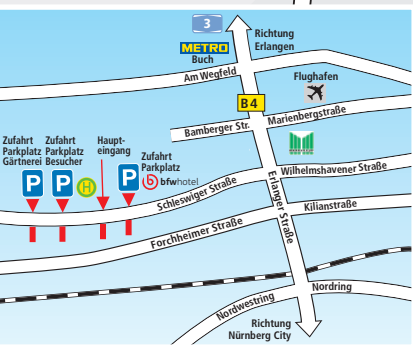 3
Richtung
Erlangen
METRO
Buch
Am Wegfeld
Flughafen
B4
Marienbergstraße
Bamberger Str.
Zufahrt
Parkplatz
Gärtnerei
Zufahrt
Parkplatz
Besucher
Haupt-
eingang
Zufahrt
Parkplatz
bfwhotel
P
P
H
P
Wilhelmshavener Straße
Schleswiger Straße
Erlanger Straße
Kilianstraße
Forchheimer Straße
Nordring
Nordwestring
Richtung
Nürnberg City